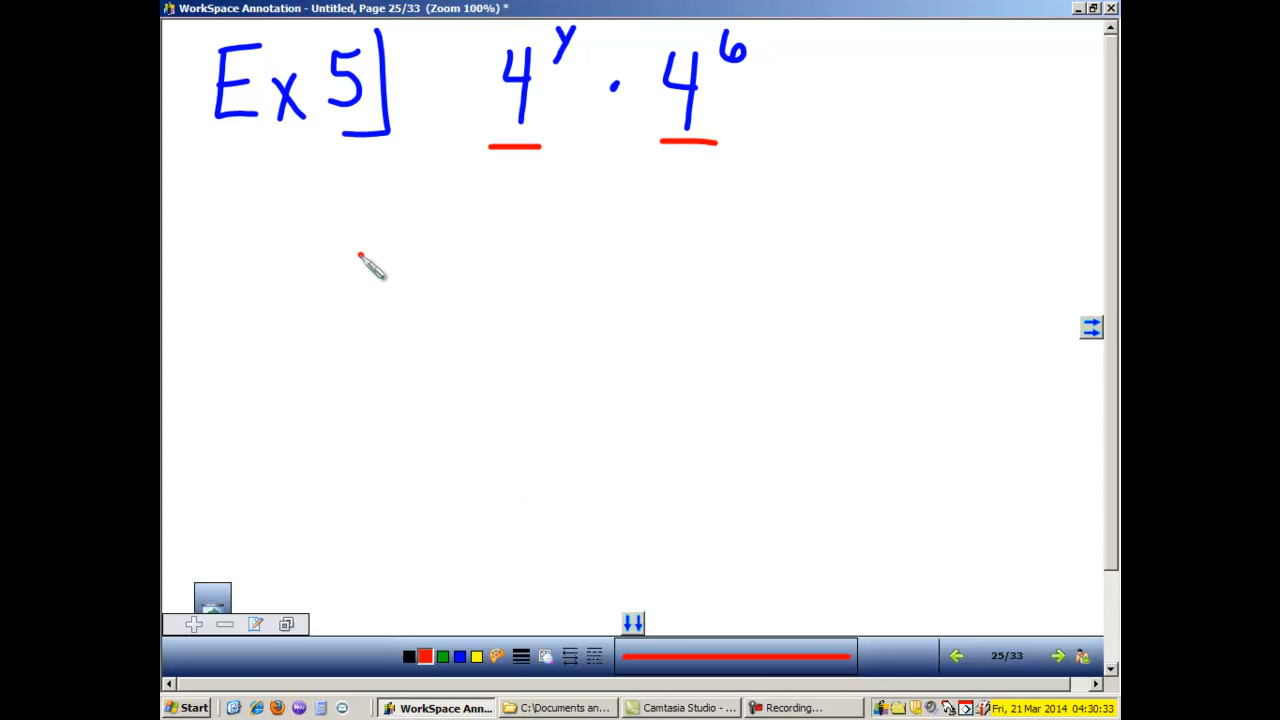 WorkSpace Annotation - Untitled, Page 25/33 (Zoom 100%) *
Ex 5] 4^y · 4^6
25/33
Start WorkSpace Ann... C:\Documents an... Camtasia Studio - ... Recording... Fri, 21 Mar 2014 04:30:33